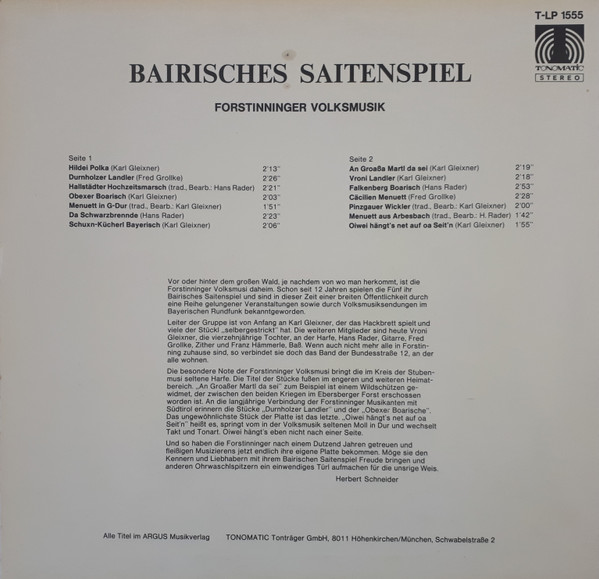 T-LP 1555
TONOMATIC
STEREO
BAIRISCHES SAITENSPIEL
FORSTINNINGER VOLKSMUSIK
Seite 1
Hildei Polka (Karl Gleixner) 2'13"
Durnholzer Landler (Fred Grollke) 2'26"
Hallstädter Hochzeitsmarsch (trad., Bearb.: Hans Rader) 2'21"
Obexer Boarisch (Karl Gleixner) 2'03"
Menuett in G-Dur (trad., Bearb.: Karl Gleixner) 1'51"
Da Schwarzbrennde (Hans Rader) 2'23"
Schuxn-Kücherl Bayerisch (Karl Gleixner) 2'06"
Seite 2
An Groaßa Martl da sei (Karl Gleixner) 2'19"
Vroni Landler (Karl Gleixner) 2'18"
Falkenberg Boarisch (Hans Rader) 2'53"
Cäcilien Menuett (Fred Grollke) 2'28"
Pinzgauer Wickler (trad., Bearb.: Karl Gleixner) 2'00"
Menuett aus Arbesbach (trad., Bearb.: H. Rader) 1'42"
Oiwei hängt's net auf oa Seit'n (Karl Gleixner) 1'55"
Vor oder hinter dem großen Wald, je nachdem von wo man herkommt, ist die
Forstinninger Volksmusi daheim. Schon seit 12 Jahren spielen die Fünf ihr
Bairisches Saitenspiel und sind in dieser Zeit einer breiten Öffentlichkeit durch
eine Reihe gelungener Veranstaltungen sowie durch Volksmusiksendungen im
Bayerischen Rundfunk bekanntgeworden.
Leiter der Gruppe ist von Anfang an Karl Gleixner, der das Hackbrett spielt und
viele der Stückl „selbergestrickt" hat. Die weiteren Mitglieder sind heute Vroni
Gleixner, die vierzehnjährige Tochter, an der Harfe, Hans Rader, Gitarre, Fred
Grollke, Zither und Franz Hämmerle, Baß. Wenn auch nicht mehr alle in Forstin-
ning zuhause sind, so verbindet sie doch das Band der Bundesstraße 12, an der
alle wohnen.
Die besondere Note der Forstinninger Volksmusi bringt die im Kreis der Stuben-
musi seltene Harfe. Die Titel der Stücke fußen im engeren und weiteren Heimat-
bereich. „An Großer Martl da sei" zum Beispiel ist einem Wildschützen ge-
widmet, der zwischen den beiden Kriegen im Ebersberger Forst erschossen
worden ist. An die langjährige Verbindung der Forstinninger Musikanten mit
Südtirol erinnern die Stücke „Durnholzer Landler" und der „Obexer Boarische".
Das ungewöhnlichste Stück der Platte ist das letzte. „Oiwei hängt's net auf oa
Seit'n" heißt es, springt vom in der Volksmusik seltenen Moll in Dur und wechselt
Takt und Tonart. Oiwei hängt's eben nicht nach einer Seite.
Und so haben die Forstinninger nach einem Dutzend Jahren getreuen und
fleißigen Musizierens jetzt endlich ihre eigene Platte bekommen. Möge sie den
Kennern und Liebhabern mit ihrem Bairischen Saitenspiel Freude bringen und
anderen Ohrwaschlspitzern ein einwendiges Türl aufmachen für die unsrige Weis.
Herbert Schneider
Alle Titel im ARGUS Musikverlag TONOMATIC Tonträger GmbH, 8011 Höhenkirchen/München, Schwabelstraße 2